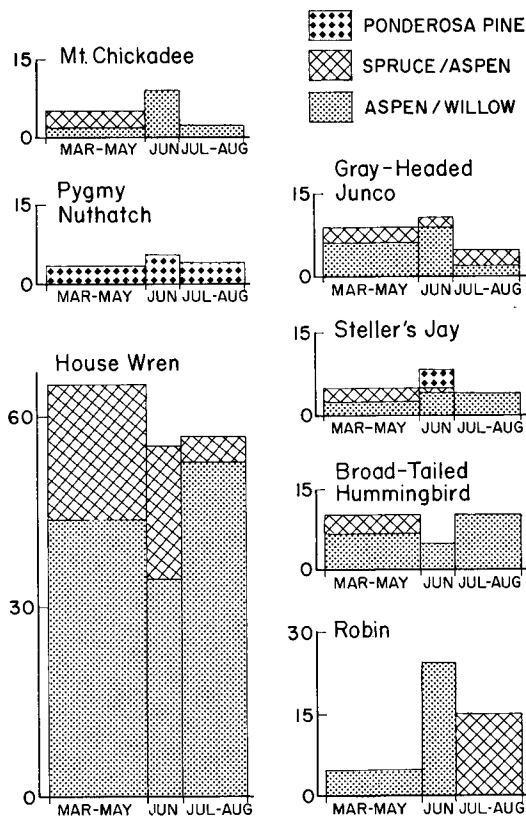 PONDEROSA PINE
SPRUCE/ASPEN
ASPEN/WILLOW
Mt. Chickadee
15
0
MAR-MAY JUN JUL-AUG
Pygmy
Nuthatch
15
0
MAR-MAY JUN JUL-AUG
House Wren
60
30
0
MAR-MAY JUN JUL-AUG
Gray-Headed
Junco
15
0
MAR-MAY JUN JUL-AUG
Steller's Jay
15
0
MAR-MAY JUN JUL-AUG
Broad-Tailed
Hummingbird
15
0
MAR-MAY JUN JUL-AUG
Robin
30
15
0
MAR-MAY JUN JUL-AUG